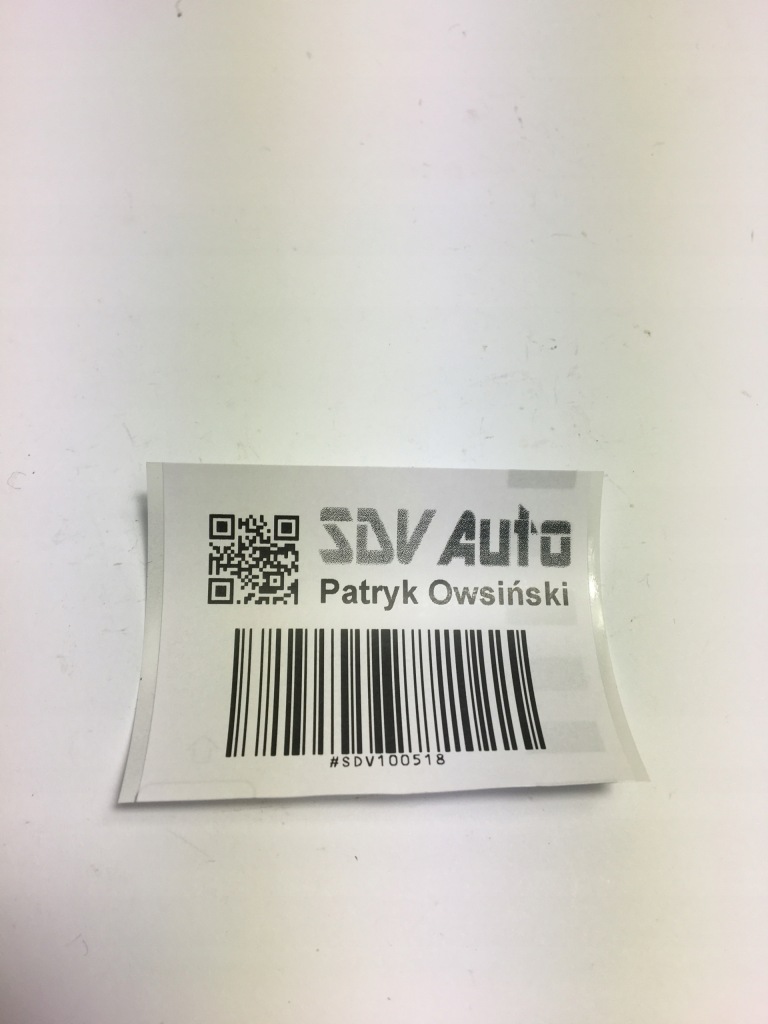 SDV Auto
Patryk Owsiński
#SDV100518